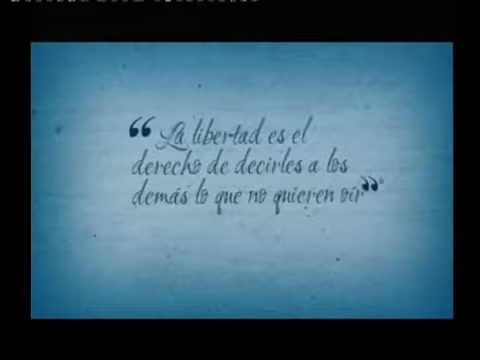 “La libertad es el
derecho de decirles a los
demás lo que no quieren oír”